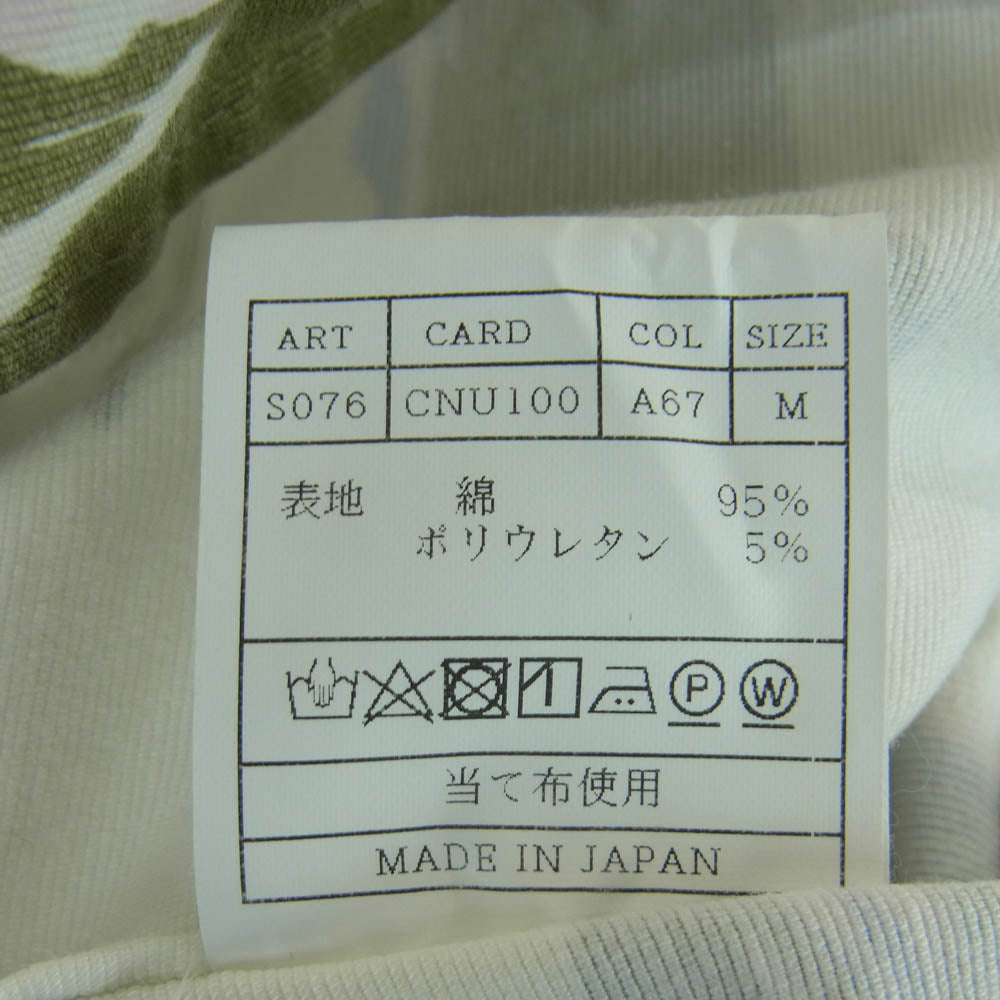 ART CARD COL SIZE
S076 CNU100 A67 M
表地 綿 95%
ポリウレタン 5%
P W
当て布使用
MADE IN JAPAN